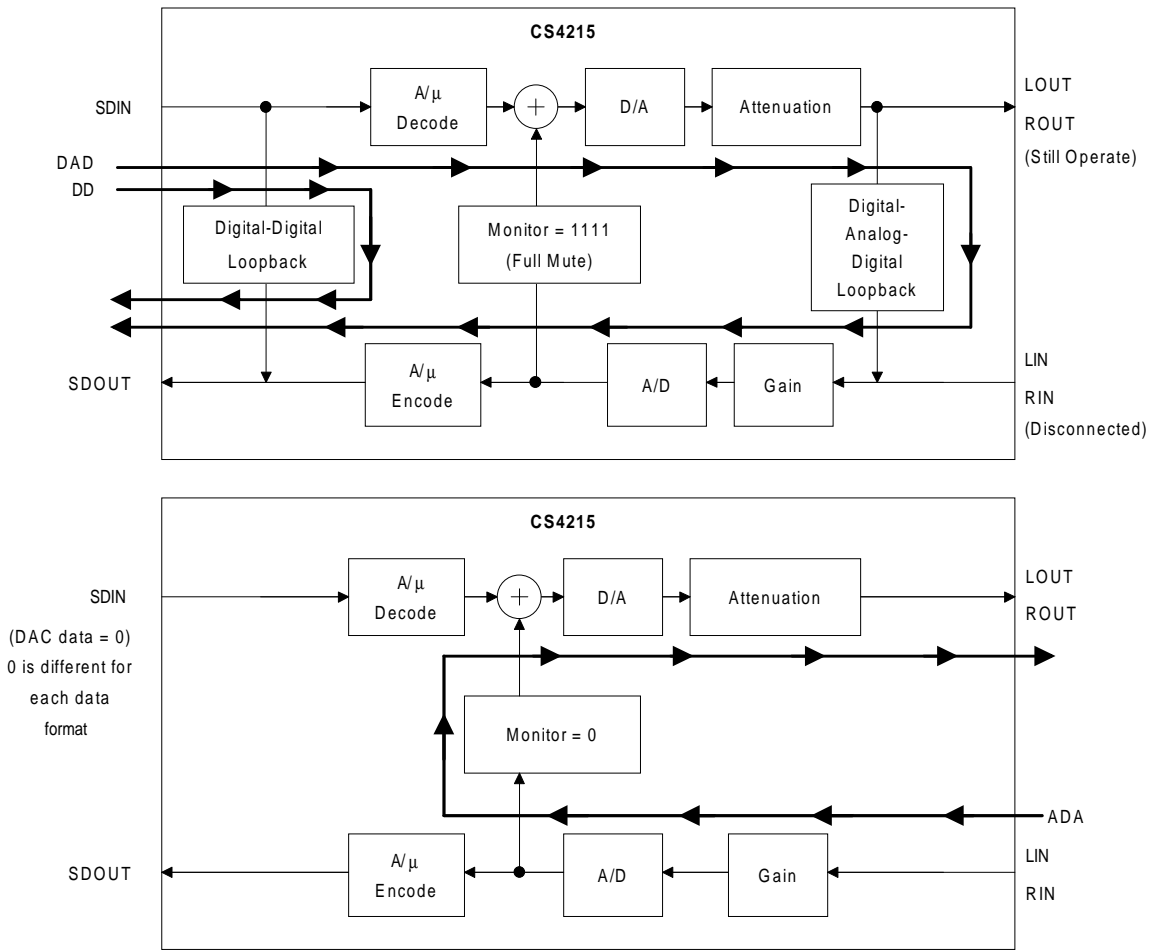 CS4215
SDIN
A/μ
Decode
+
D/A
Attenuation
LOUT
ROUT
(Still Operate)
DAD
DD
Digital-Digital
Loopback
Monitor = 1111
(Full Mute)
Digital-
Analog-
Digital
Loopback
SDOUT
A/μ
Encode
A/D
Gain
LIN
RIN
(Disconnected)
CS4215
SDIN
(DAC data = 0)
0 is different for
each data
format
A/μ
Decode
+
D/A
Attenuation
LOUT
ROUT
Monitor = 0
ADA
SDOUT
A/μ
Encode
A/D
Gain
LIN
RIN